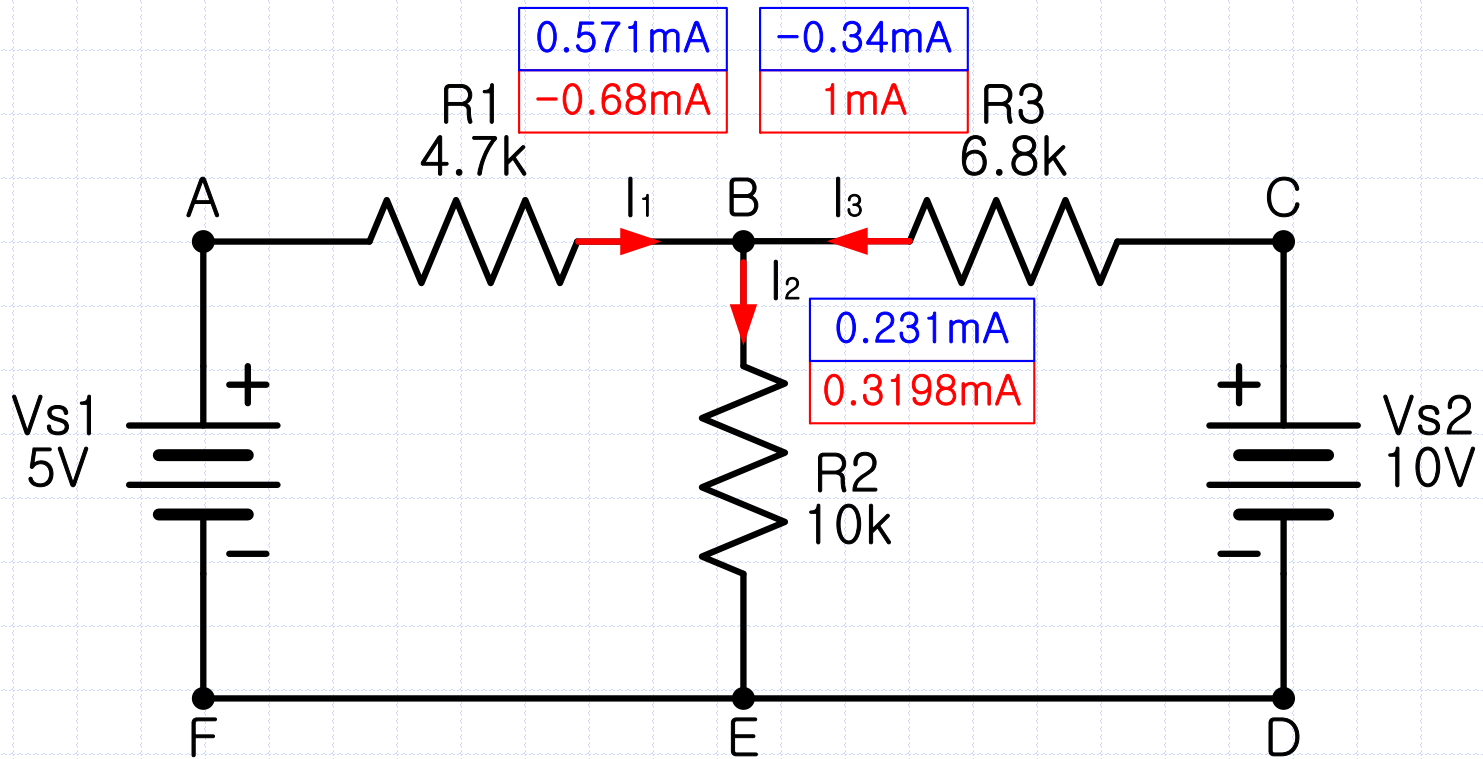 0.571mA
-0.68mA
-0.34mA
1mA
R1
4.7k
R3
6.8k
A
I1
B
I3
C
I2
0.231mA
0.3198mA
+
+
Vs1
5V
Vs2
10V
R2
10k
-
-
F
E
D